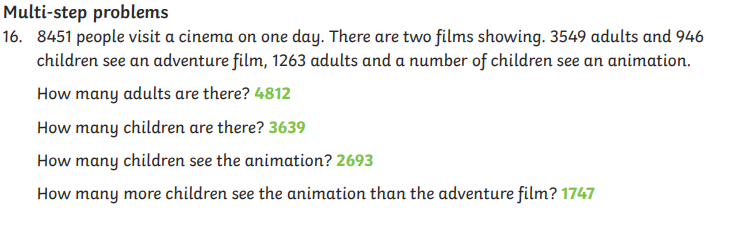 Multi-step problems
16. 8451 people visit a cinema on one day. There are two films showing. 3549 adults and 946
children see an adventure film, 1263 adults and a number of children see an animation.
How many adults are there? 4812
How many children are there? 3639
How many children see the animation? 2693
How many more children see the animation than the adventure film? 1747